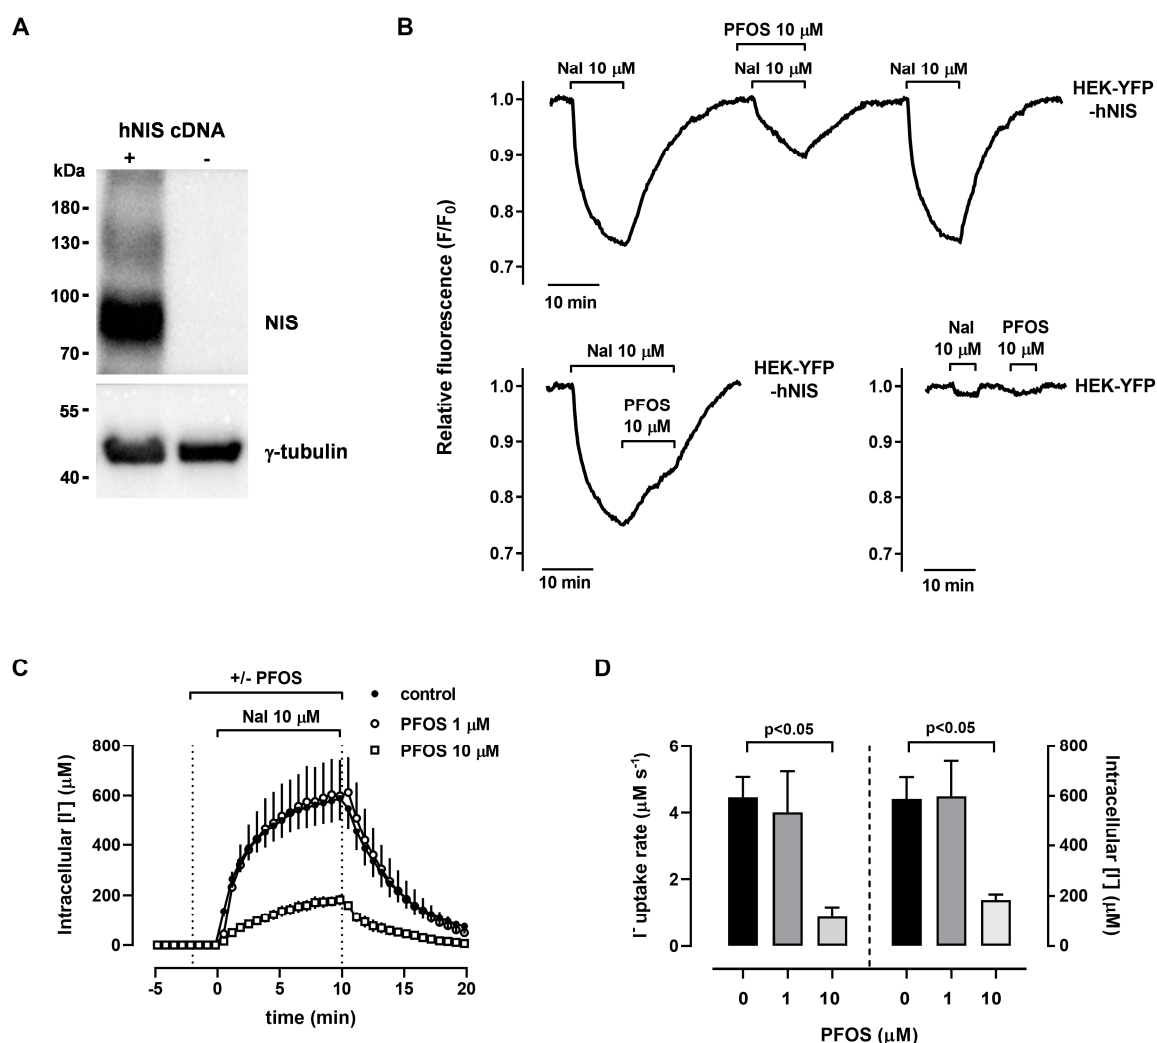 A
hNIS cDNA
+ -
kDa
180-
130-
100-
70-
55-
40-
NIS
γ-tubulin
B
PFOS 10 μM
NaI 10 μM
NaI 10 μM
NaI 10 μM
HEK-YFP
-hNIS
1.0
0.9
0.8
0.7
10 min
Relative fluorescence (F/F0)
NaI 10 μM
PFOS
10 μM
HEK-YFP
-hNIS
1.0
0.9
0.8
0.7
10 min
NaI
10 μM
PFOS
10 μM
HEK-YFP
1.0
0.9
0.8
0.7
10 min
C
+/- PFOS
NaI 10 μM
control
PFOS 1 μM
PFOS 10 μM
Intracellular [I⁻] (μM)
800
600
400
200
0
-5 0 5 10 15 20
time (min)
D
p<0.05
p<0.05
I⁻ uptake rate (μM s⁻¹)
6
4
2
0
800
600
400
200
0
Intracellular [I⁻] (μM)
0 1 10 0 1 10
PFOS (μM)